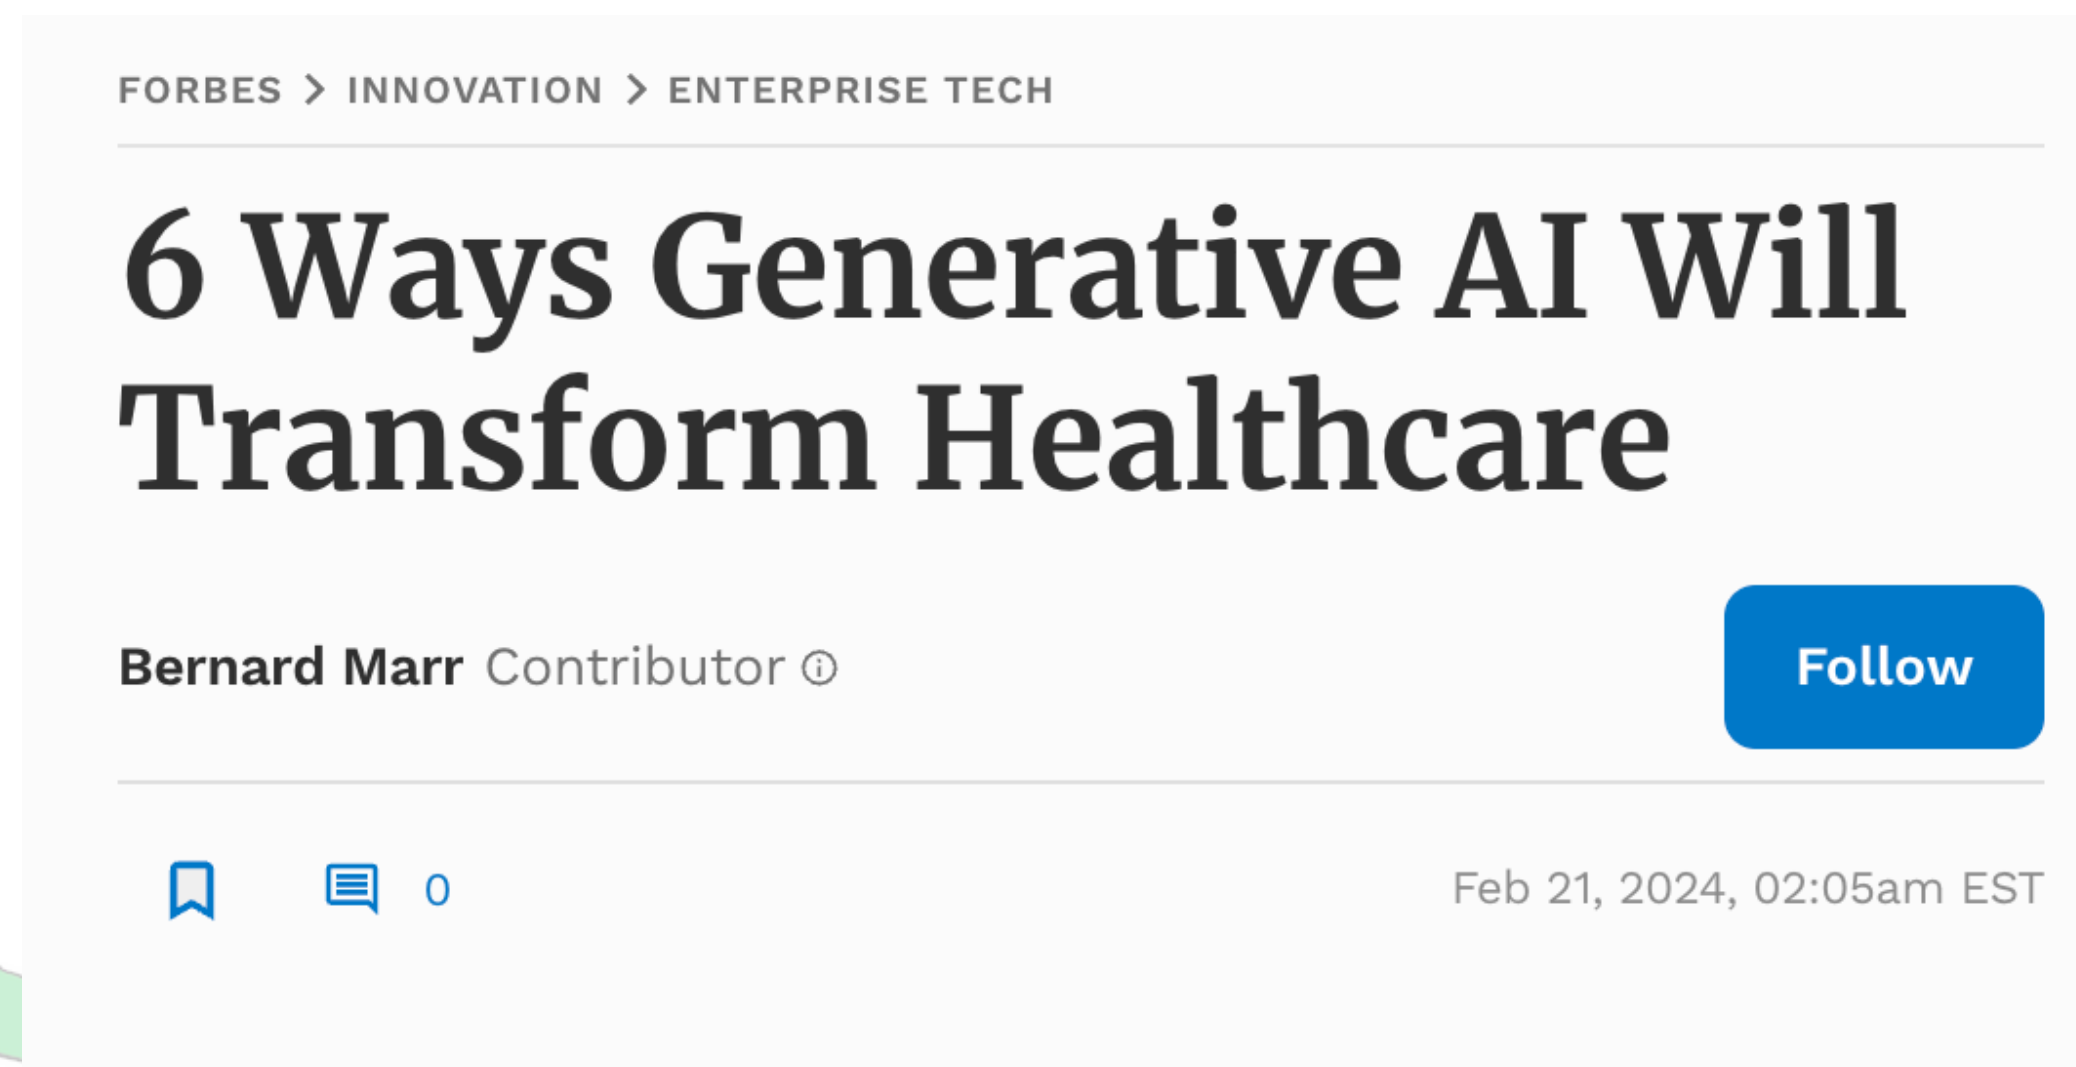 FORBES > INNOVATION > ENTERPRISE TECH
6 Ways Generative AI Will
Transform Healthcare
Bernard Marr Contributor
Follow
0
Feb 21, 2024, 02:05am EST